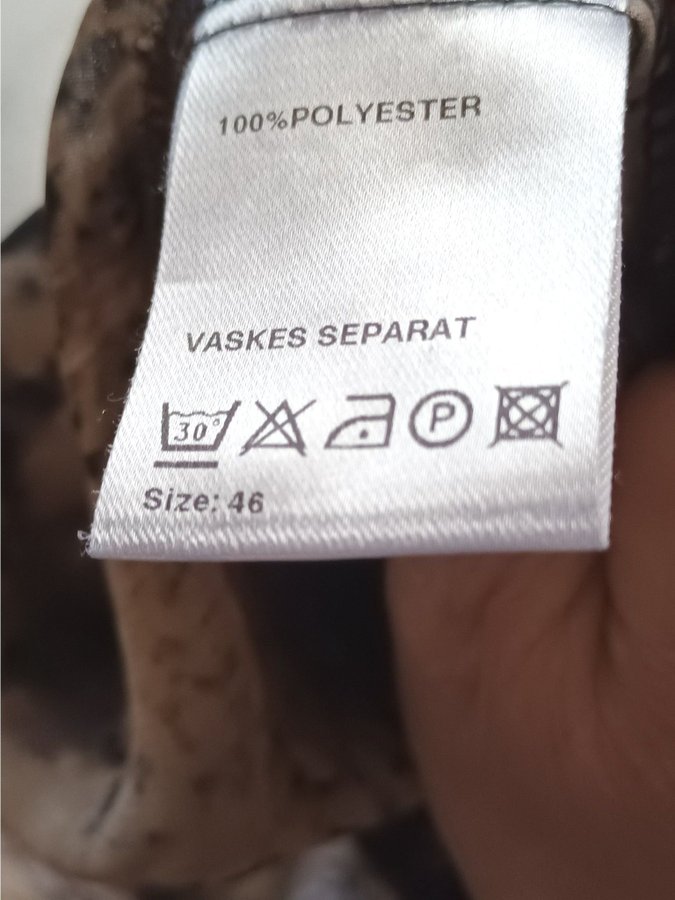 100%POLYESTER
VASKES SEPARAT
30° P
Size: 46